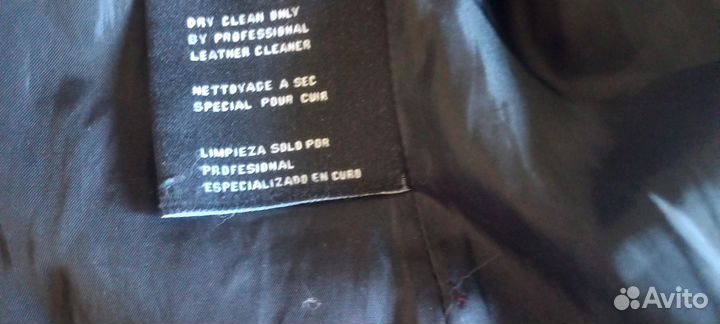 DRY CLEAN ONLY
BY PROFESSIONAL
LEATHER CLEANER
NETTOYAGE A SEC
SPECIAL POUR CUIR
LIMPIEZA SOLO POR
PROFESIONAL
ESPECIALIZADO EN CURO
Avito